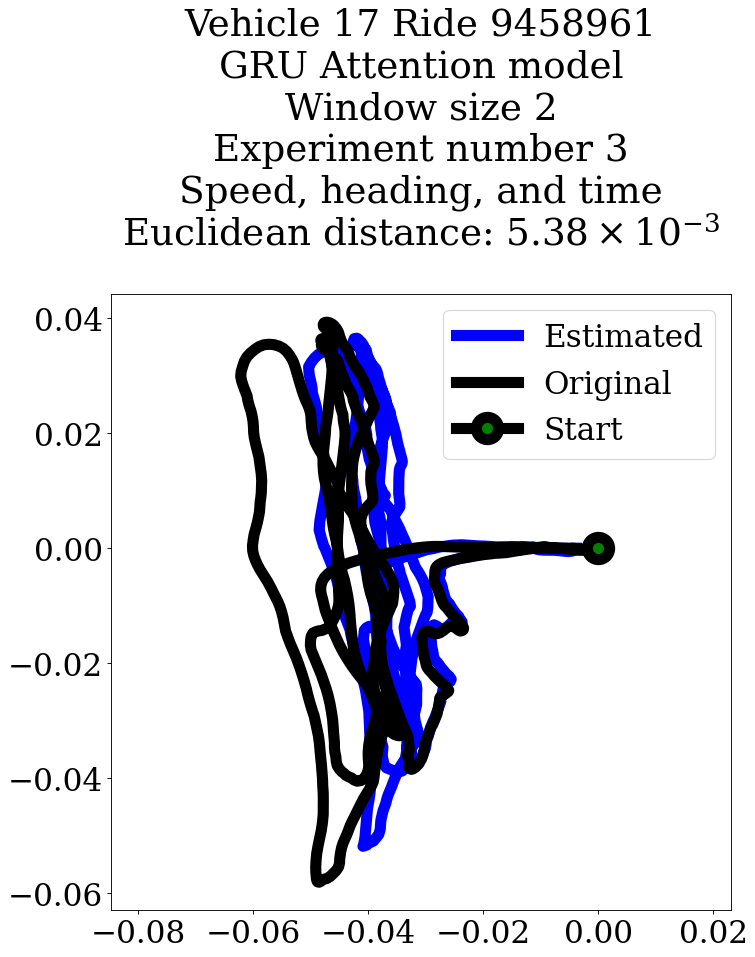 Vehicle 17 Ride 9458961
GRU Attention model
Window size 2
Experiment number 3
Speed, heading, and time
Euclidean distance: 5.38 × 10⁻³
0.04
0.02
0.00
−0.02
−0.04
−0.06
Estimated
Original
Start
−0.08 −0.06 −0.04 −0.02 0.00 0.02